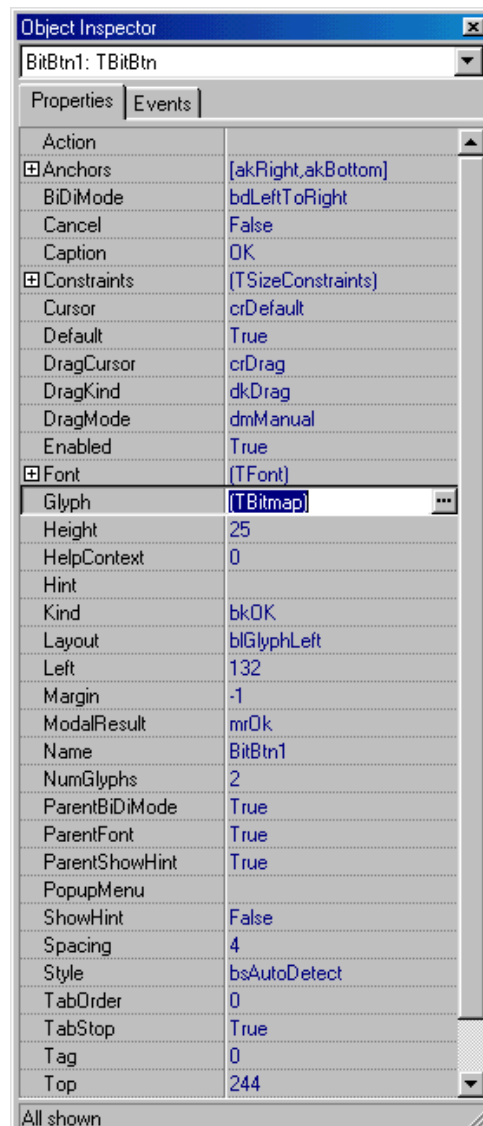 Object Inspector
BitBtn1: TBitBtn
Properties Events
Action
Anchors [akRight,akBottom]
BiDiMode bdLeftToRight
Cancel False
Caption OK
Constraints (TSizeConstraints)
Cursor crDefault
Default True
DragCursor crDrag
DragKind dkDrag
DragMode dmManual
Enabled True
Font (TFont)
Glyph (TBitmap) ...
Height 25
HelpContext 0
Hint
Kind bkOK
Layout blGlyphLeft
Left 132
Margin -1
ModalResult mrOk
Name BitBtn1
NumGlyphs 2
ParentBiDiMode True
ParentFont True
ParentShowHint True
PopupMenu
ShowHint False
Spacing 4
Style bsAutoDetect
TabOrder 0
TabStop True
Tag 0
Top 244
All shown